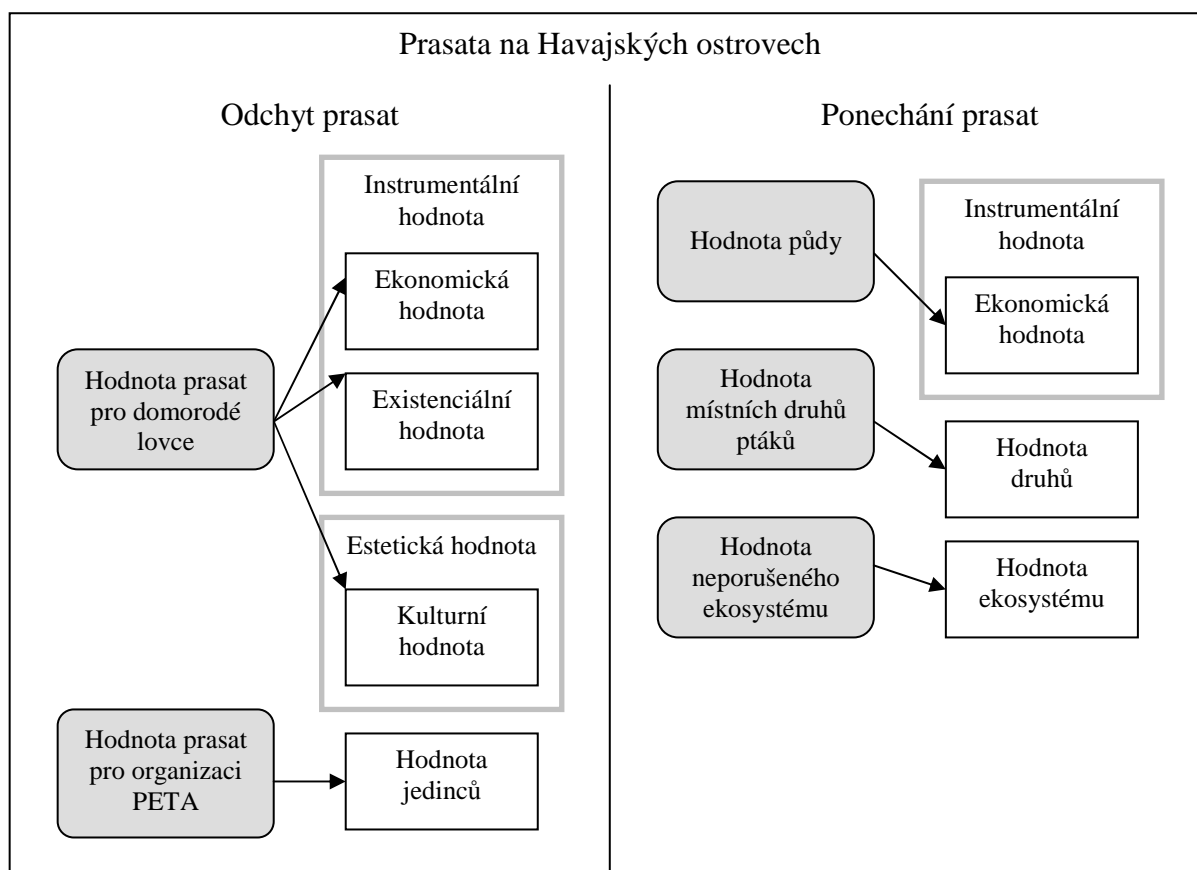 Prasata na Havajských ostrovech
Odchyt prasat
Instrumentální
hodnota
Ekonomická
hodnota
Hodnota prasat
pro domorodé
lovce
Existenciální
hodnota
Estetická hodnota
Kulturní
hodnota
Hodnota prasat
pro organizaci
PETA
Hodnota
jedinců
Ponechání prasat
Hodnota půdy
Instrumentální
hodnota
Ekonomická
hodnota
Hodnota
místních druhů
ptáků
Hodnota
druhů
Hodnota
neporušeného
ekosystému
Hodnota
ekosystému